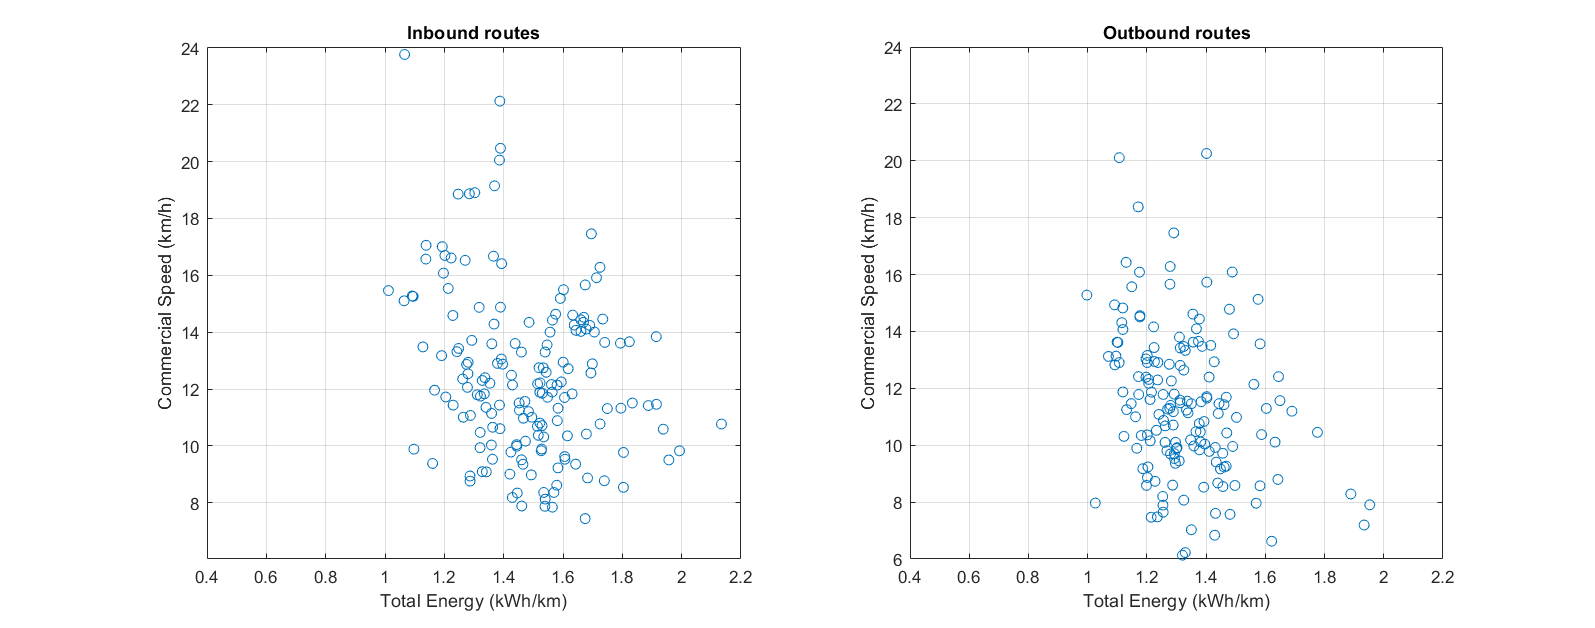 Inbound routes
24
22
20
18
16
14
12
10
8
0.4 0.6 0.8 1 1.2 1.4 1.6 1.8 2 2.2
Total Energy (kWh/km)
Commercial Speed (km/h)
Outbound routes
24
22
20
18
16
14
12
10
8
6
0.4 0.6 0.8 1 1.2 1.4 1.6 1.8 2 2.2
Total Energy (kWh/km)
Commercial Speed (km/h)